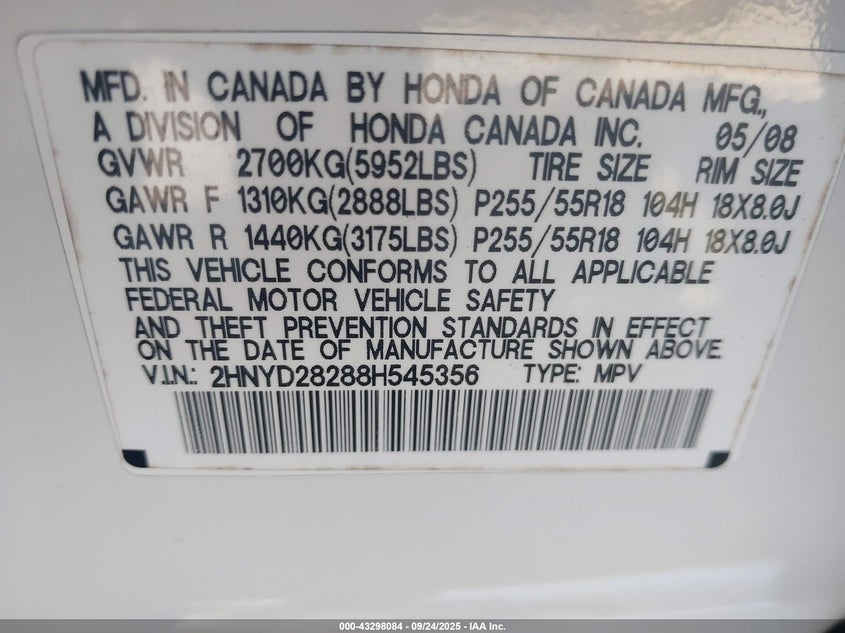 MFD. IN CANADA BY HONDA OF CANADA MFG.,
A DIVISION OF HONDA CANADA INC. 05/08
GVWR 2700KG(5952LBS) TIRE SIZE RIM SIZE
GAWR F 1310KG(2888LBS) P255/55R18 104H 18X8.0J
GAWR R 1440KG(3175LBS) P255/55R18 104H 18X8.0J
THIS VEHICLE CONFORMS TO ALL APPLICABLE
FEDERAL MOTOR VEHICLE SAFETY
AND THEFT PREVENTION STANDARDS IN EFFECT
ON THE DATE OF MANUFACTURE SHOWN ABOVE.
V.I.N.: 2HNYD28288H545356 TYPE: MPV
000-43298084 - 09/24/2025 - IAA Inc.